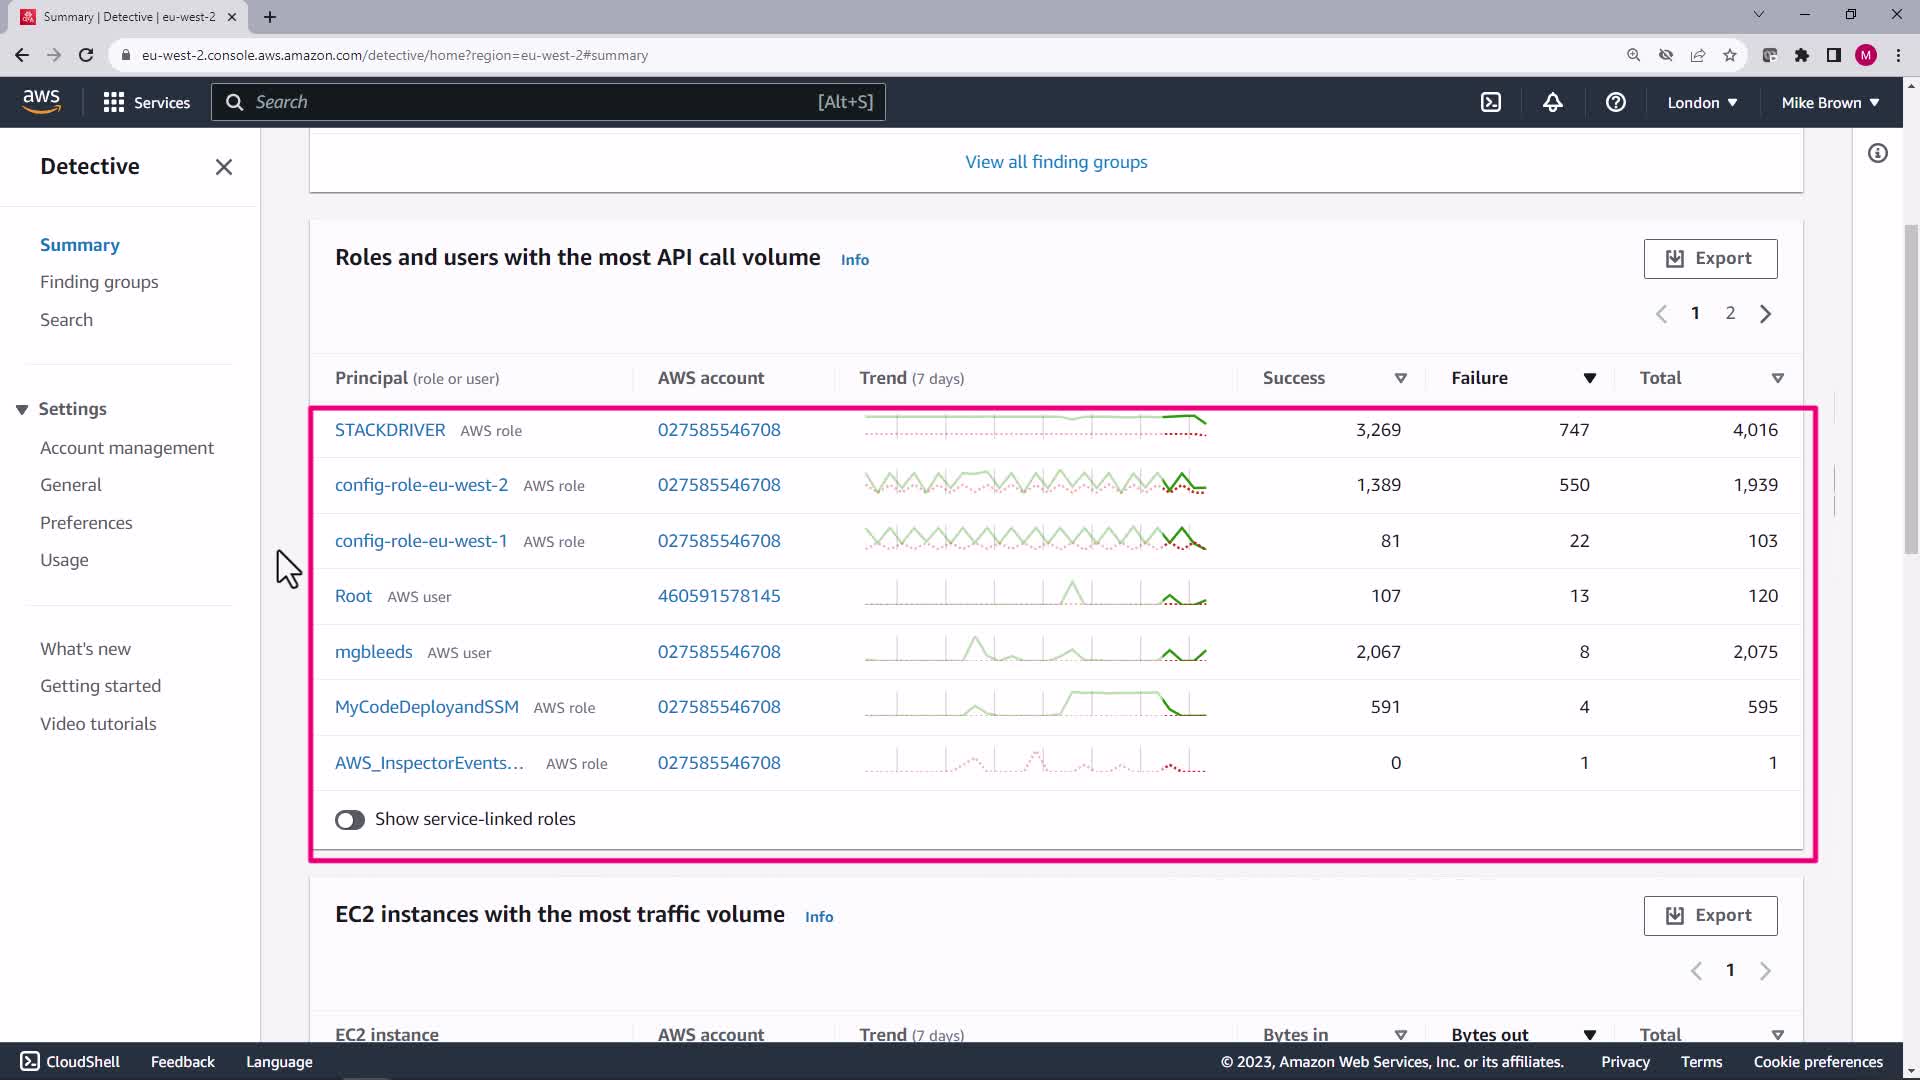 Summary | Detective | eu-west-2
eu-west-2.console.aws.amazon.com/detective/home?region=eu-west-2#summary
M
aws
Services
Search
[Alt+S]
London
Mike Brown
Detective
View all finding groups
Summary
Finding groups
Search
Settings
Account management
General
Preferences
Usage
What's new
Getting started
Video tutorials
Roles and users with the most API call volume Info
Export
1 2
Principal (role or user) AWS account Trend (7 days) Success Failure Total
STACKDRIVER AWS role 027585546708 3,269 747 4,016
config-role-eu-west-2 AWS role 027585546708 1,389 550 1,939
config-role-eu-west-1 AWS role 027585546708 81 22 103
Root AWS user 460591578145 107 13 120
mgbleeds AWS user 027585546708 2,067 8 2,075
MyCodeDeployandSSM AWS role 027585546708 591 4 595
AWS_InspectorEvents... AWS role 027585546708 0 1 1
Show service-linked roles
EC2 instances with the most traffic volume Info
Export
1
EC2 instance AWS account Trend (7 days) Bytes in Bytes out Total
CloudShell Feedback Language © 2023, Amazon Web Services, Inc. or its affiliates. Privacy Terms Cookie preferences